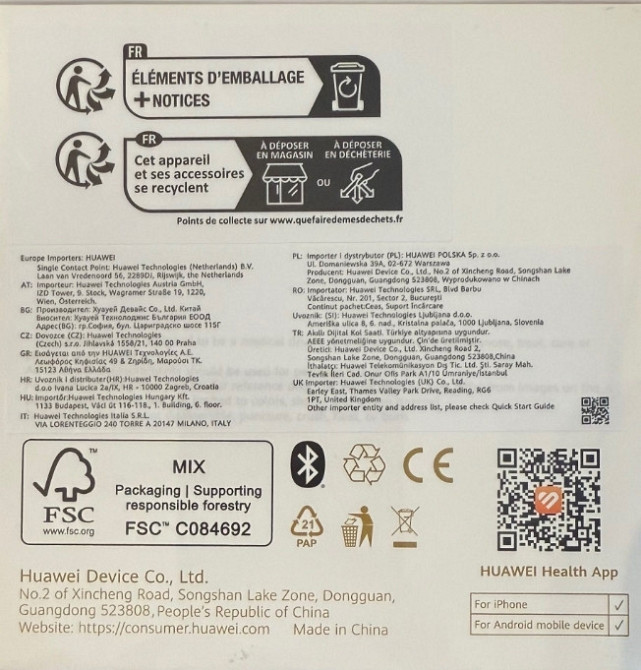 FR
ÉLÉMENTS D'EMBALLAGE
+NOTICES
FR
Cet appareil
et ses accessoires
se recyclent
À DÉPOSER
EN MAGASIN
OU
À DÉPOSER
EN DÉCHÈTERIE
Points de collecte sur www.quefairedemesdechets.fr
Europe Importers: HUAWEI
Single Contact Point: Huawei Technologies (Netherlands) B.V.
Laan van Vredenoord 56, 2289DJ, Rijswijk, the Netherlands
AT: Importeur: Huawei Technologies Austria GmbH,
IZD Tower, 9. Stock, Wagramer Straße 19, 1220,
Wien, Österreich.
BG: Производител: Хуауей Девайс Ко., Ltd. Китай
Вносител: Хуауей Технолоджис България ЕООД
Адрес(BG): гр.София, бул. Цариградско шосе 115Г
CZ: Dovozce (CZ): Huawei Technologies
(Czech) s.r.o. Jihlavská 1558/21, 140 00 Praha
GR: Εισάγεται από την HUAWEI Τεχνολογίες Α.Ε.
Λεωφόρος Κηφισίας 49 & Ζηρίδη, Μαρούσι ΤΚ.
15123 Αθήνα Ελλάδα
HR: Uvoznik i distributer(HR):Huawei Technologies
d.o.o Ivana Lucica 2a/IX, HR - 10000 Zagreb, Croatia
HU: Importőr:Huawei Technologies Hungary Kft.
1133 Budapest, Váci út 116-118., 1. Building, 6. floor.
IT: Huawei Technologies Italia S.R.L.
VIA LORENTEGGIO 240 TORRE A 20147 MILANO, ITALY
PL: Importer i dystrybutor (PL): HUAWEI POLSKA Sp. z o.o.
Ul. Domaniewska 39A, 02-672 Warszawa
Producent: Huawei Device Co., Ltd., No.2 of Xincheng Road, Songshan Lake
Zone, Dongguan, Guangdong 523808, Wyprodukowano w Chinach
RO: Importator: Huawei Technologies SRL, Blvd Barbu
Văcărescu, Nr. 201, Sector 2, Bucureşti
Continut pachet:Ceas, Suport încărcare
Uvoznik: (SI): Huawei Technologies Ljubljana d.o.o.
Ameriška ulica 8, 6. nad., Kristalna palača, 1000 Ljubljana, Slovenia
TR: Akıllı Dijital Kol Saati. Türkiye altyapısına uygundur.
AEEE yönetmeliğine uygundur. Çin'de üretilmiştir.
Üretici: Huawei Device Co., Ltd. Xincheng Road 2,
Songshan Lake Zone, Dongguan, Guangdong 523808,China
İthalatçı: Huawei Telekomünikasyon Dış Tic. Ltd. Şti. Saray Mah.
Tevfik İleri Cad. Onur Ofis Park A1/10 Ümraniye/İstanbul
UK Importer: Huawei Technologies (UK) Co., Ltd.
Earley East, Thames Valley Park Drive, Reading, RG6
1PT, United Kingdom
Other importer entity and address list, please check Quick Start Guide
TM
FSC
www.fsc.org
MIX
Packaging | Supporting
responsible forestry
FSC™ C084692
CE
21
PAP
HUAWEI Health App
For iPhone ✓
For Android mobile device ✓
Huawei Device Co., Ltd.
No.2 of Xincheng Road, Songshan Lake Zone, Dongguan,
Guangdong 523808,People's Republic of China
Website: https://consumer.huawei.com Made in China